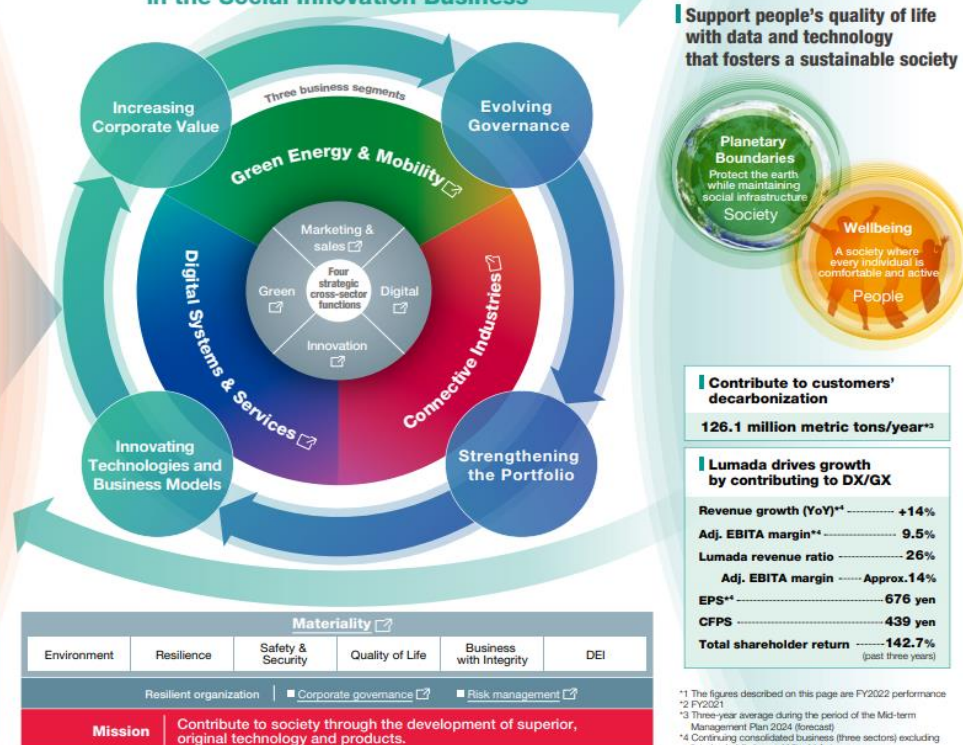 in the Social Innovation Business
Increasing
Corporate Value
Three business segments
Evolving
Governance
Green Energy & Mobility
Digital Systems & Services
Connective Industries
Marketing &
sales
Four
strategic
cross-sector
functions
Green
Digital
Innovation
Innovating
Technologies and
Business Models
Strengthening
the Portfolio
Materiality
Environment
Resilience
Safety &
Security
Quality of Life
Business
with Integrity
DEI
Resilient organization
Corporate governance
Risk management
Mission
Contribute to society through the development of superior,
original technology and products.
Support people's quality of life
with data and technology
that fosters a sustainable society
Planetary
Boundaries
Protect the earth
while maintaining
social infrastructure
Society
Wellbeing
A society where
every individual is
comfortable and active
People
Contribute to customers'
decarbonization
126.1 million metric tons/year*3
Lumada drives growth
by contributing to DX/GX
Revenue growth (YoY)*4 +14%
Adj. EBITA margin*4 9.5%
Lumada revenue ratio 26%
Adj. EBITA margin Approx.14%
EPS*4 676 yen
CFPS 439 yen
Total shareholder return 142.7%
(past three years)
*1 The figures described on this page are FY2022 performance
*2 FY2021
*3 Three-year average during the period of the Mid-term
Management Plan 2024 (forecast)
*4 Continuing consolidated business (three sectors) excluding